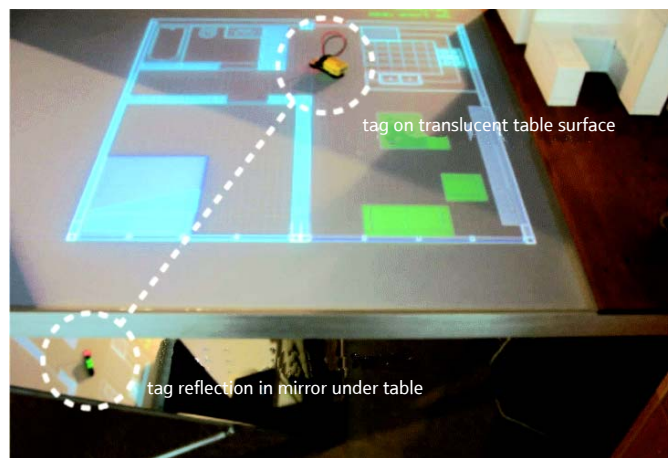 tag on translucent table surface
tag reflection in mirror under table